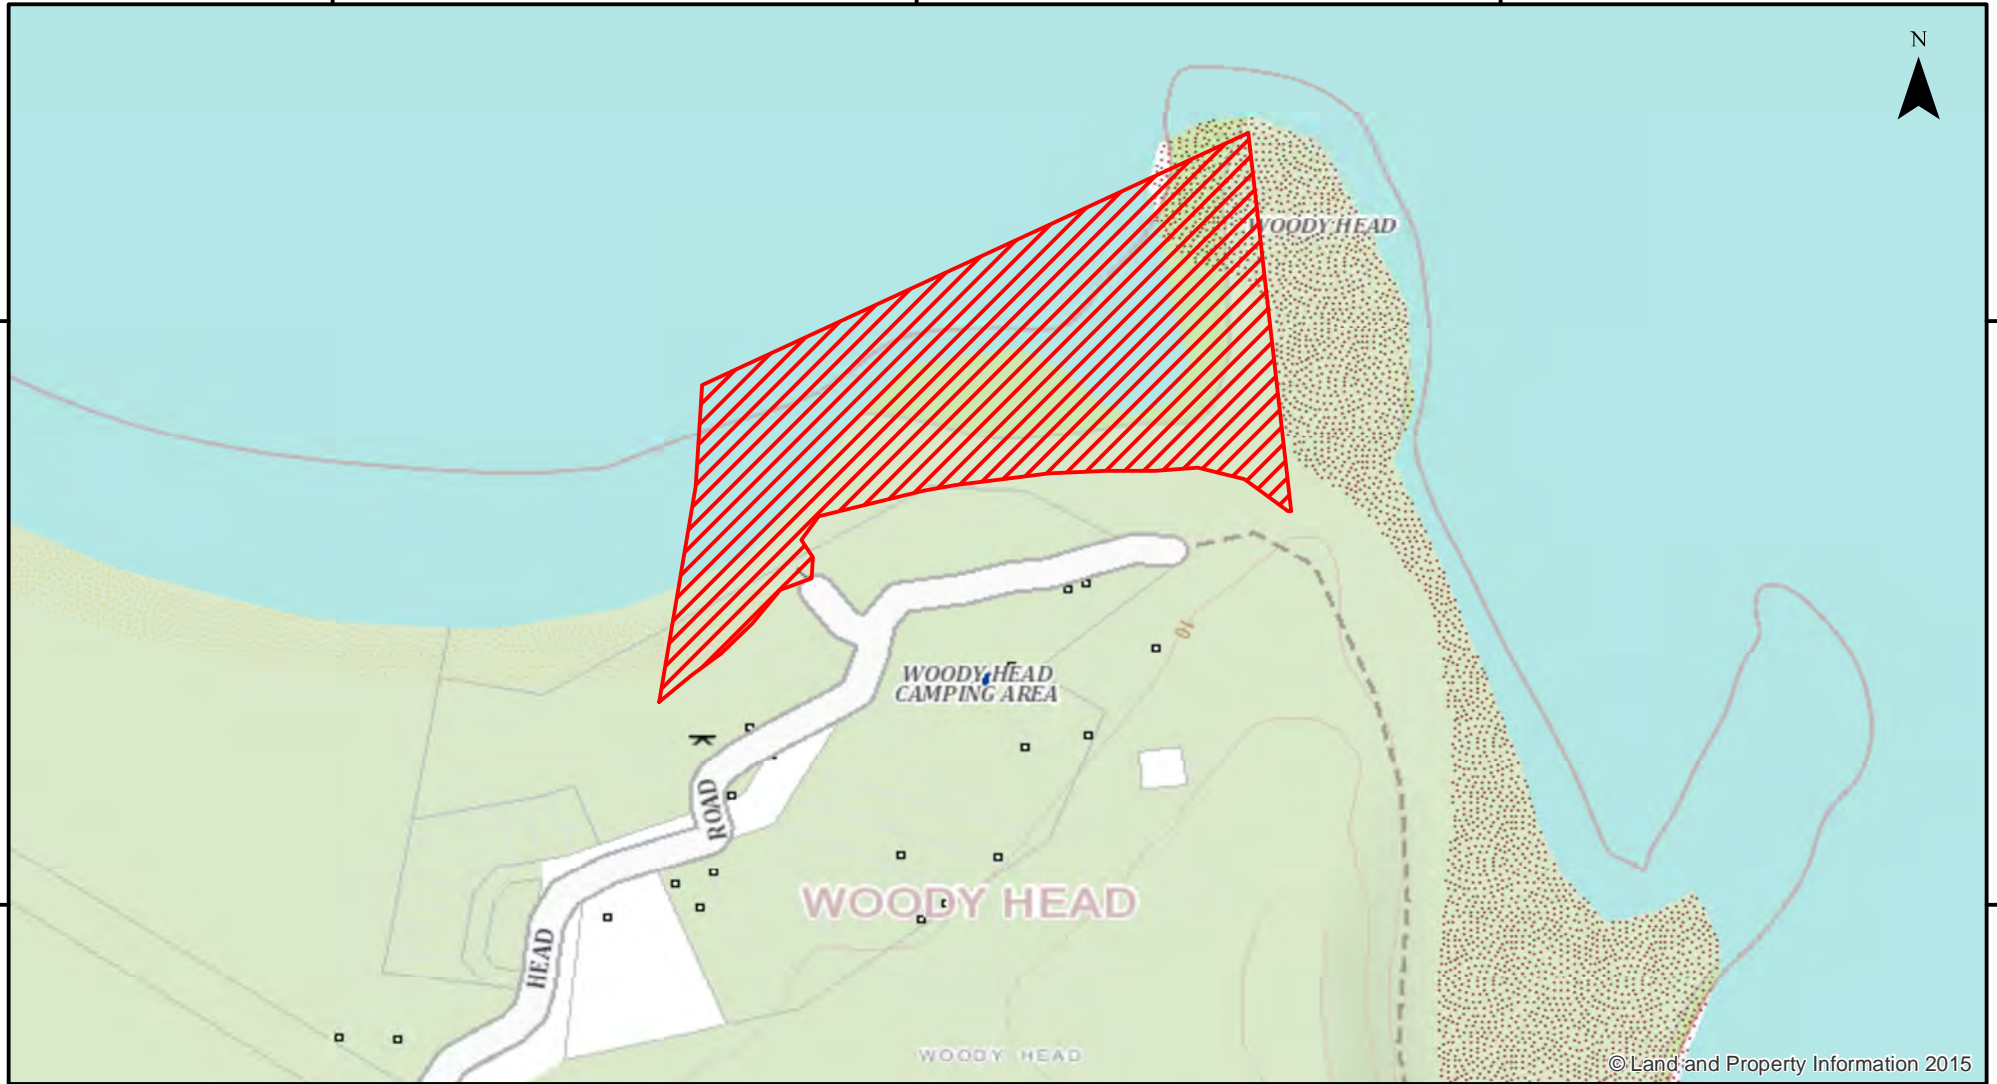 N
WOODY HEAD
WOODY HEAD
CAMPING AREA
10
ROAD
WOODY HEAD
HEAD
WOODY HEAD
© Land and Property Information 2015